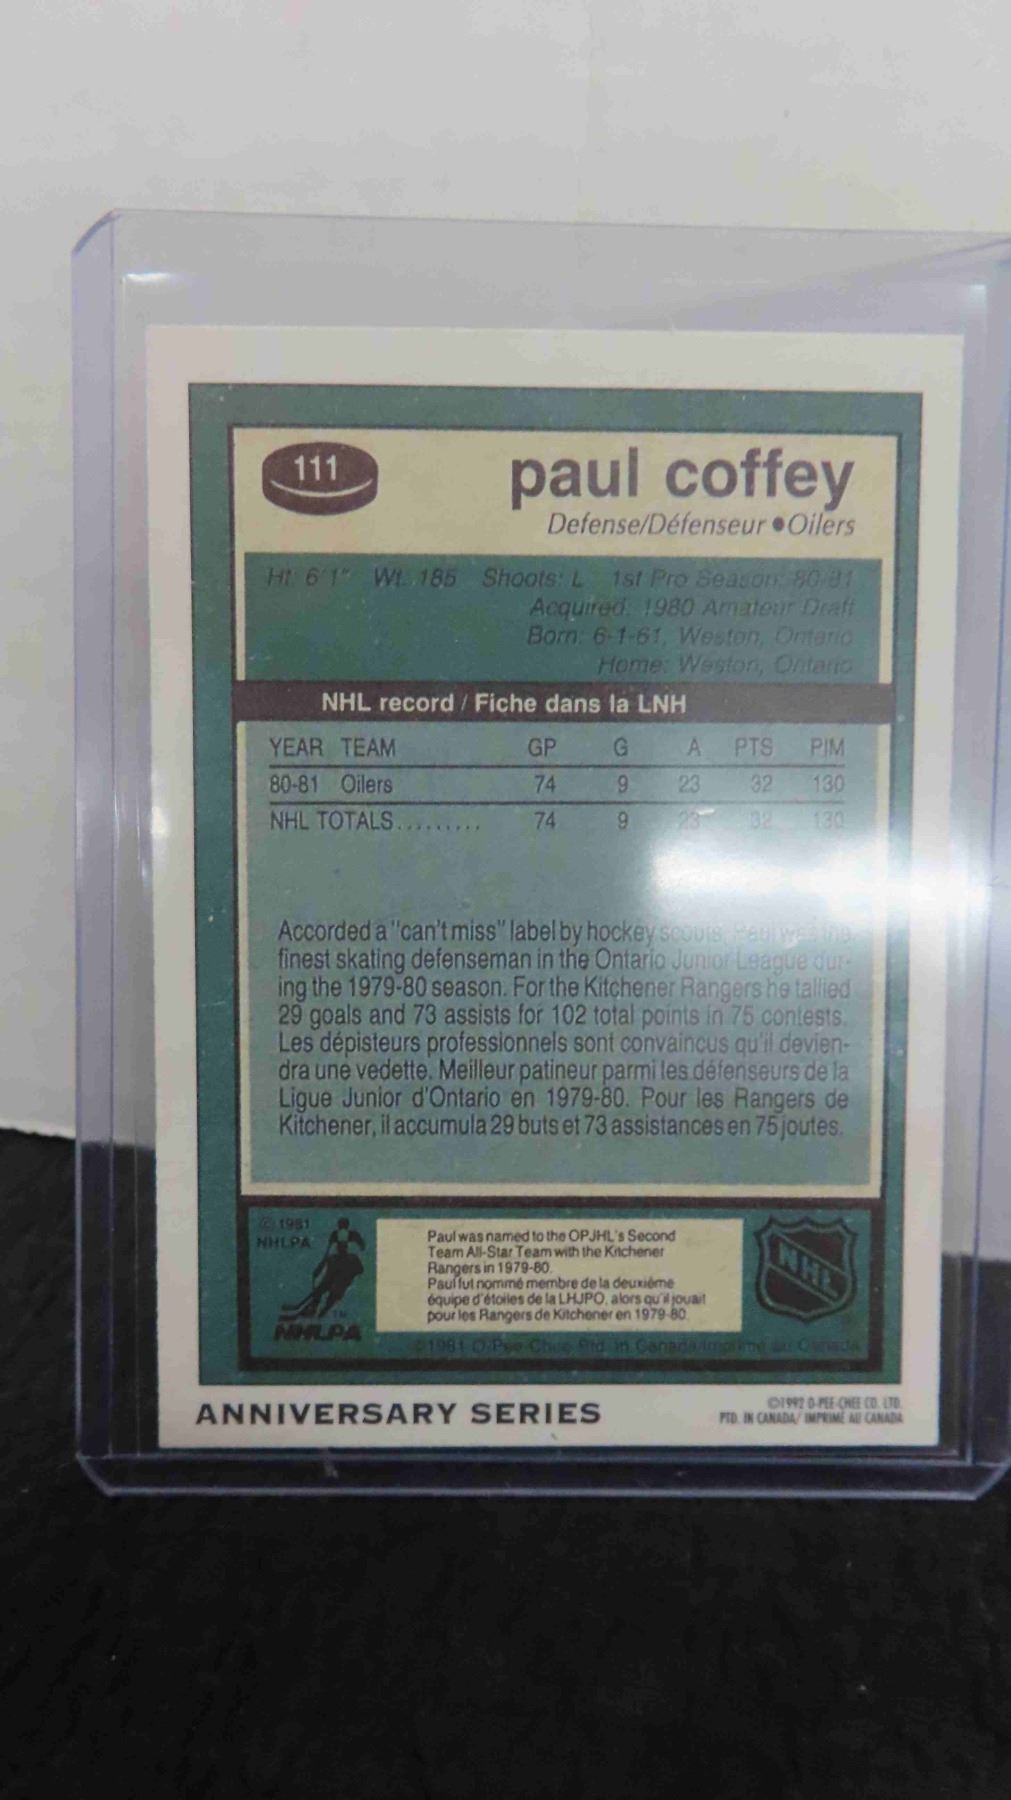 111
paul coffey
Defense/Défenseur ● Oilers
Ht: 6'1" Wt. 185 Shoots: L 1st Pro Season: 80-81
Acquired: 1980 Amateur Draft
Born: 6-1-61, Weston, Ontario
Home: Weston, Ontario
NHL record / Fiche dans la LNH
YEAR TEAM GP G A PTS PIM
80-81 Oilers 74 9 23 32 130
NHL TOTALS......... 74 9 23 32 130
Accorded a "can't miss" label by hockey scouts, Paul was the
finest skating defenseman in the Ontario Junior League dur-
ing the 1979-80 season. For the Kitchener Rangers he tallied
29 goals and 73 assists for 102 total points in 75 contests.
Les dépisteurs professionnels sont convaincus qu'il devien-
dra une vedette. Meilleur patineur parmi les défenseurs de la
Ligue Junior d'Ontario en 1979-80. Pour les Rangers de
Kitchener, il accumula 29 buts et 73 assistances en 75 joutes.
© 1981
NHLPA
TM
NHLPA
Paul was named to the OPJHL's Second
Team All-Star Team with the Kitchener
Rangers in 1979-80.
Paul fut nommé membre de la deuxième
équipe d'étoiles de la LHJPO, alors qu'il jouait
pour les Rangers de Kitchener en 1979-80.
NHL
©1981 O-Pee-Chee Ptd. in Canada/Imprimé au Canada
ANNIVERSARY SERIES
©1992 O-PEE-CHEE CO. LTD.
PTD. IN CANADA/ IMPRIMÉ AU CANADA